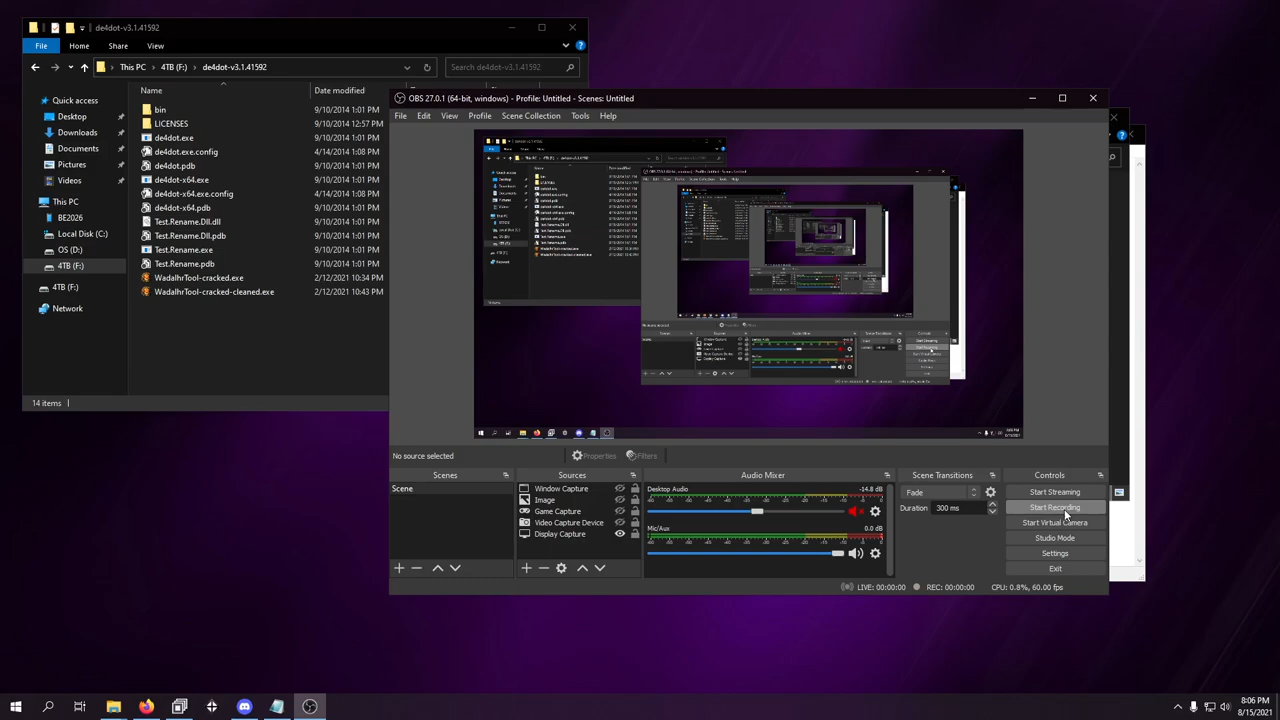 de4dot-v3.1.41592
File Home Share View
This PC 4TB (F:) de4dot-v3.1.41592
Search de4dot-v3.1.41592
Name Date modified
Quick access
Desktop
Downloads
Documents
Pictures
Videos
This PC
BE2026
Local Disk (C:)
OS (D:)
4TB (F:)
4TB (F:)
Network
bin 9/10/2014 1:01 PM
LICENSES 9/10/2014 12:57 PM
de4dot.exe 9/10/2014 1:01 PM
de4dot.exe.config 4/14/2014 1:08 PM
de4dot.pdb 9/10/2014 1:01 PM
de4dot-x64.exe 9/10/2014 1:01 PM
de4dot-x64.exe.config 4/14/2014 1:08 PM
de4dot-x64.pdb 9/10/2014 1:01 PM
Test.Rename.Dll.dll 9/10/2014 1:01 PM
Test.Rename.Dll.pdb 9/10/2014 1:01 PM
Test.Rename.exe 9/10/2014 1:01 PM
Test.Rename.pdb 9/10/2014 1:01 PM
WadalhrTool-cracked.exe 2/12/2021 10:34 PM
WadalhrTool-cracked-cleaned.exe 2/12/2021 10:43 PM
14 items
OBS 27.0.1 (64-bit, windows) - Profile: Untitled - Scenes: Untitled
File Edit View Profile Scene Collection Tools Help
No source selected Properties Filters
Scenes
Scene
Sources
Window Capture
Image
Game Capture
Video Capture Device
Display Capture
Audio Mixer
Desktop Audio -14.8 dB
Mic/Aux 0.0 dB
Scene Transitions
Fade
Duration 300 ms
Controls
Start Streaming
Start Recording
Start Virtual Camera
Studio Mode
Settings
Exit
LIVE: 00:00:00 REC: 00:00:00 CPU: 0.8%, 60.00 fps
8:06 PM
8/15/2021